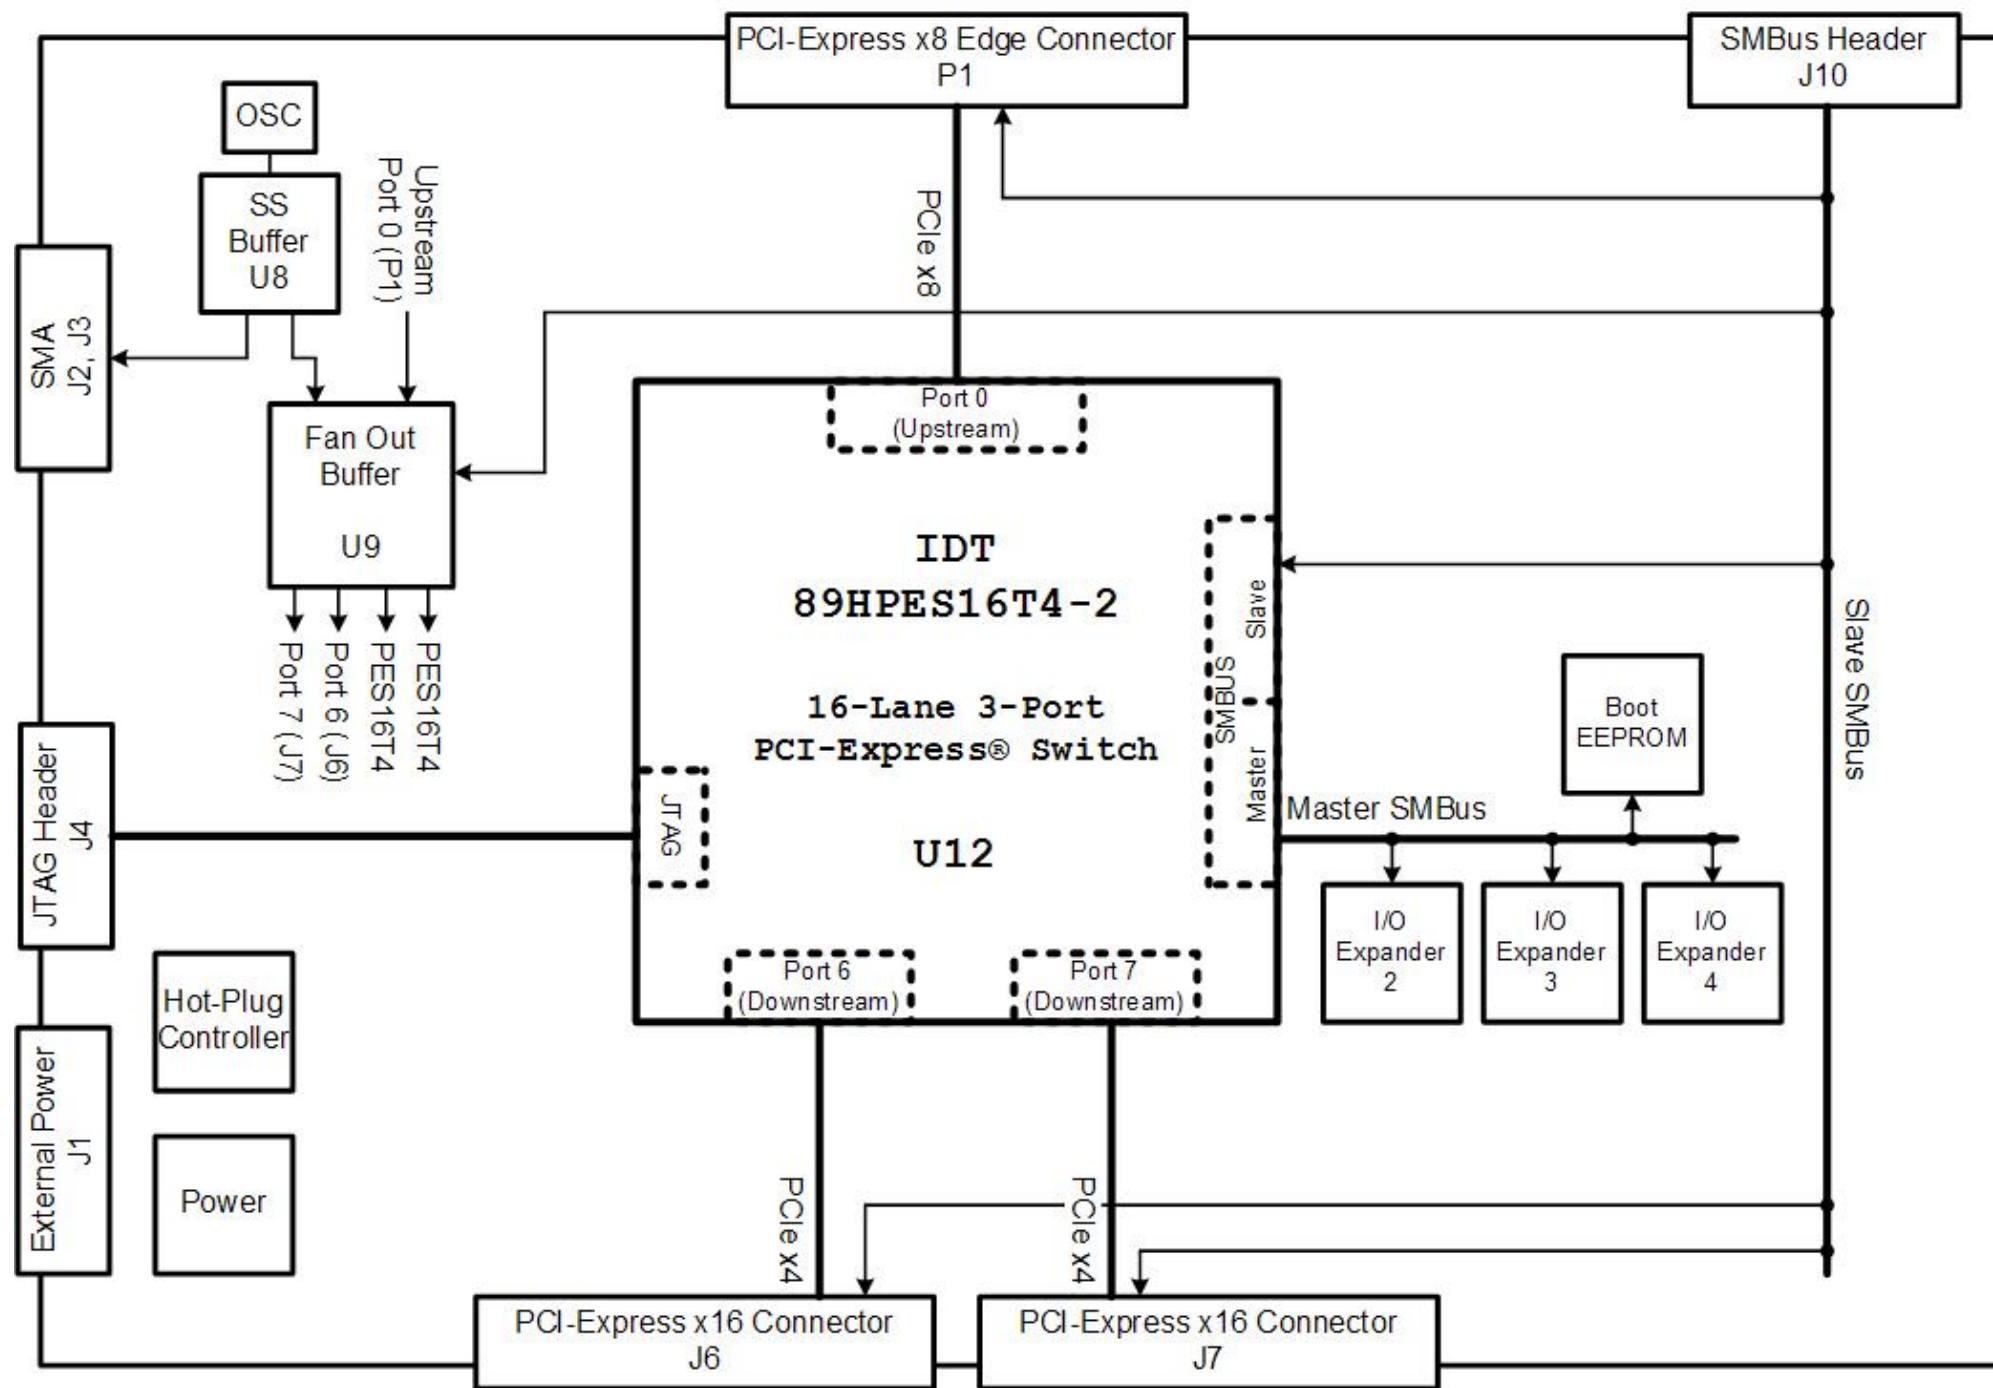 PCI-Express x8 Edge Connector
P1
SMBus Header
J10
OSC
SS
Buffer
U8
Upstream
Port 0 (P1)
PCIe x8
SMA
J2, J3
Port 0
(Upstream)
Fan Out
Buffer
U9
IDT
89HPES16T4-2
16-Lane 3-Port
PCI-Express® Switch
U12
SMBUS
Slave
Master
Slave SMBus
Port 7 (J7)
Port 6 (J6)
PES16T4
PES16T4
Boot
EEPROM
JTAG Header
J4
JTAG
Master SMBus
I/O
Expander
2
I/O
Expander
3
I/O
Expander
4
Port 6
(Downstream)
Port 7
(Downstream)
Hot-Plug
Controller
External Power
J1
Power
PCIe x4
PCIe x4
PCI-Express x16 Connector
J6
PCI-Express x16 Connector
J7